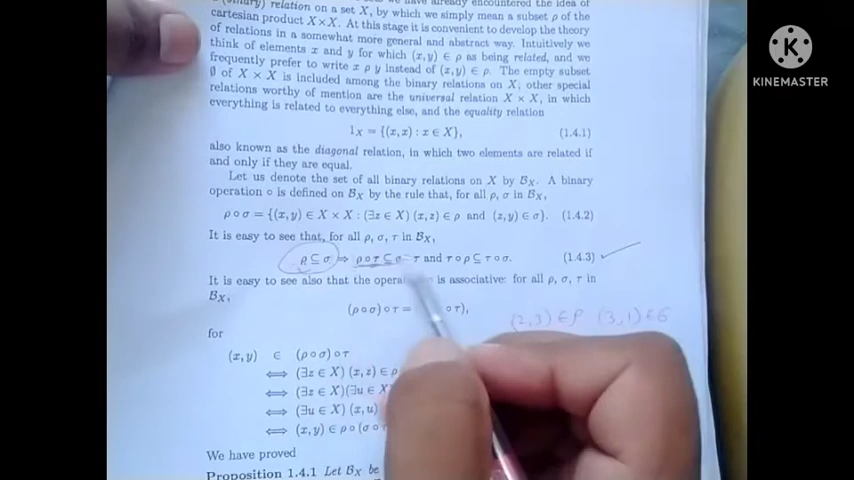 (binary) relation on a set X, by which we simply mean a subset ρ of the
cartesian product X×X. At this stage it is convenient to develop the theory
of relations in a somewhat more general and abstract way. Intuitively we
think of elements x and y for which (x,y) ∈ ρ as being related, and we
frequently prefer to write x ρ y instead of (x,y) ∈ ρ. The empty subset
∅ of X × X is included among the binary relations on X; other special
relations worthy of mention are the universal relation X × X, in which
everything is related to everything else, and the equality relation
1X = {(x,x) : x ∈ X}, (1.4.1)
also known as the diagonal relation, in which two elements are related if
and only if they are equal.
Let us denote the set of all binary relations on X by BX. A binary
operation ∘ is defined on BX by the rule that, for all ρ, σ in BX,
ρ ∘ σ = {(x,y) ∈ X × X : (∃z ∈ X) (x,z) ∈ ρ and (z,y) ∈ σ}. (1.4.2)
It is easy to see that, for all ρ, σ, τ in BX,
ρ ⊆ σ ⇒ ρ ∘ τ ⊆ σ τ and τ ∘ ρ ⊆ τ ∘ σ. (1.4.3)
It is easy to see also that the is associative: for all ρ, σ, τ in
BX,
(ρ ∘ σ) ∘ τ = ∘ τ),
(2,3) ∈ ρ (3,1) ∈ σ
for
(x,y) ∈ (ρ ∘ σ) ∘ τ
⟺ (∃z ∈ X) (x,z) ∈ ρ
⟺ (∃z ∈ X)(∃u ∈ X
⟺ (∃u ∈ X) (x,u)
⟺ (x,y) ∈ ρ ∘ (σ ∘
We have proved
Proposition 1.4.1 Let BX be
K
KINEMASTER